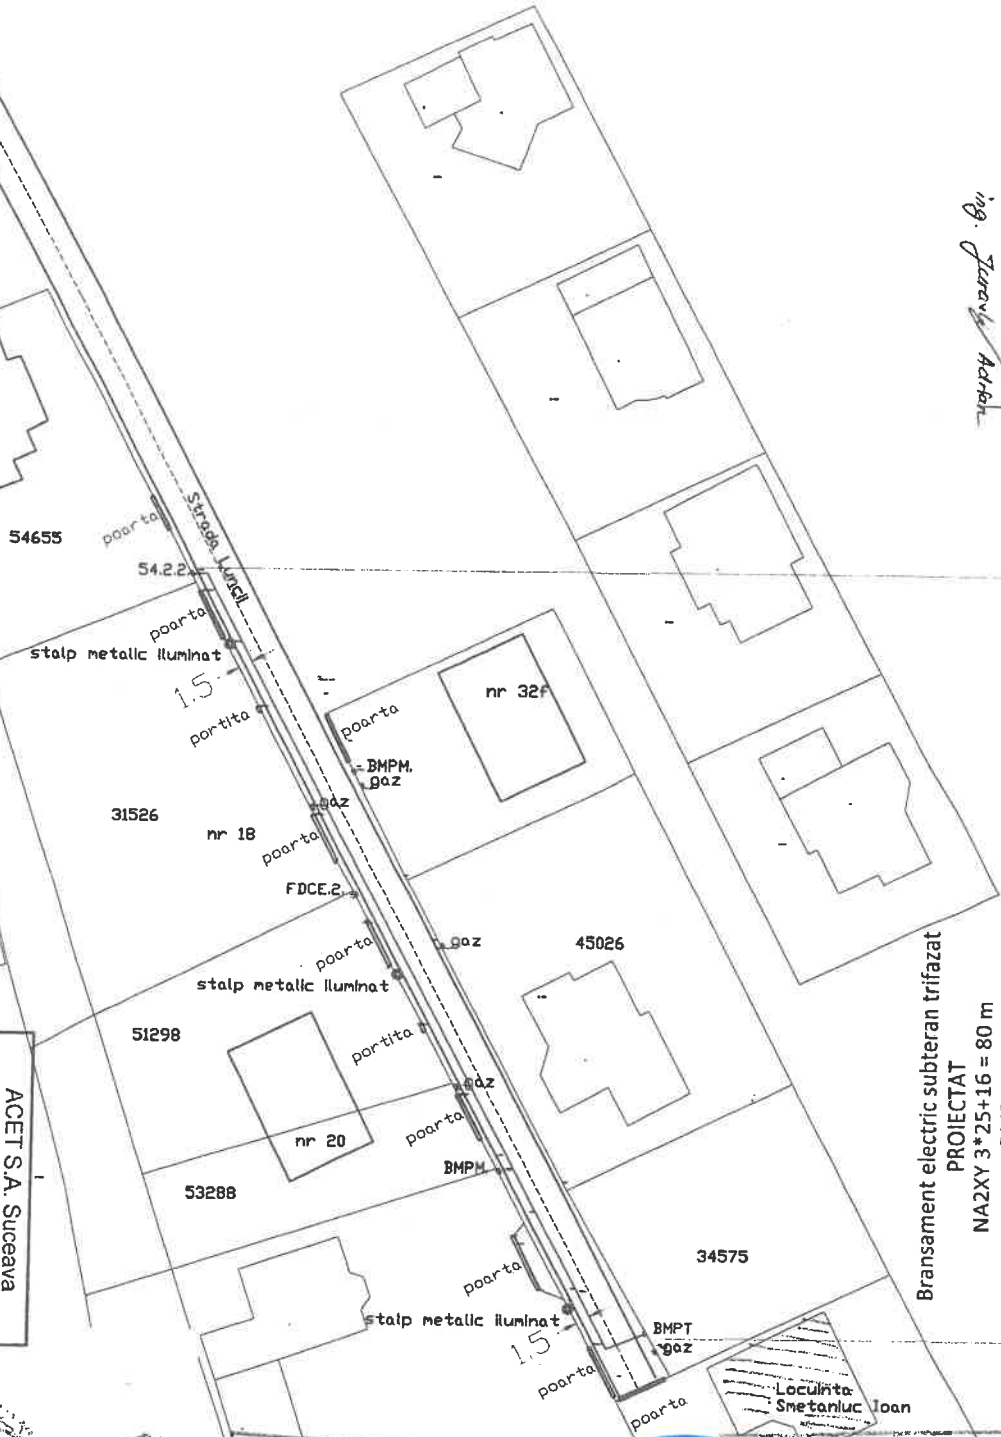 ing. Adrian
54655
poarta
Strada Luncii
54.2.2.
poarta
stalp metalic iluminat
1.5
portita
nr 32f
poarta
BMPM.
gaz
gaz
31526
nr 18
poarta
FDCE.2.
poarta
gaz
45026
stalp metalic iluminat
51298
portita
gaz
poarta
nr 20
BMPM.
53288
34575
poarta
stalp metalic iluminat
1.5
BMPT
gaz
poarta
poarta
Locuinta
Smetaniuc Ioan
Bransament electric subteran trifazat
PROIECTAT
NA2XY 3*25+16 = 80 m
ACET S.A. Suceava